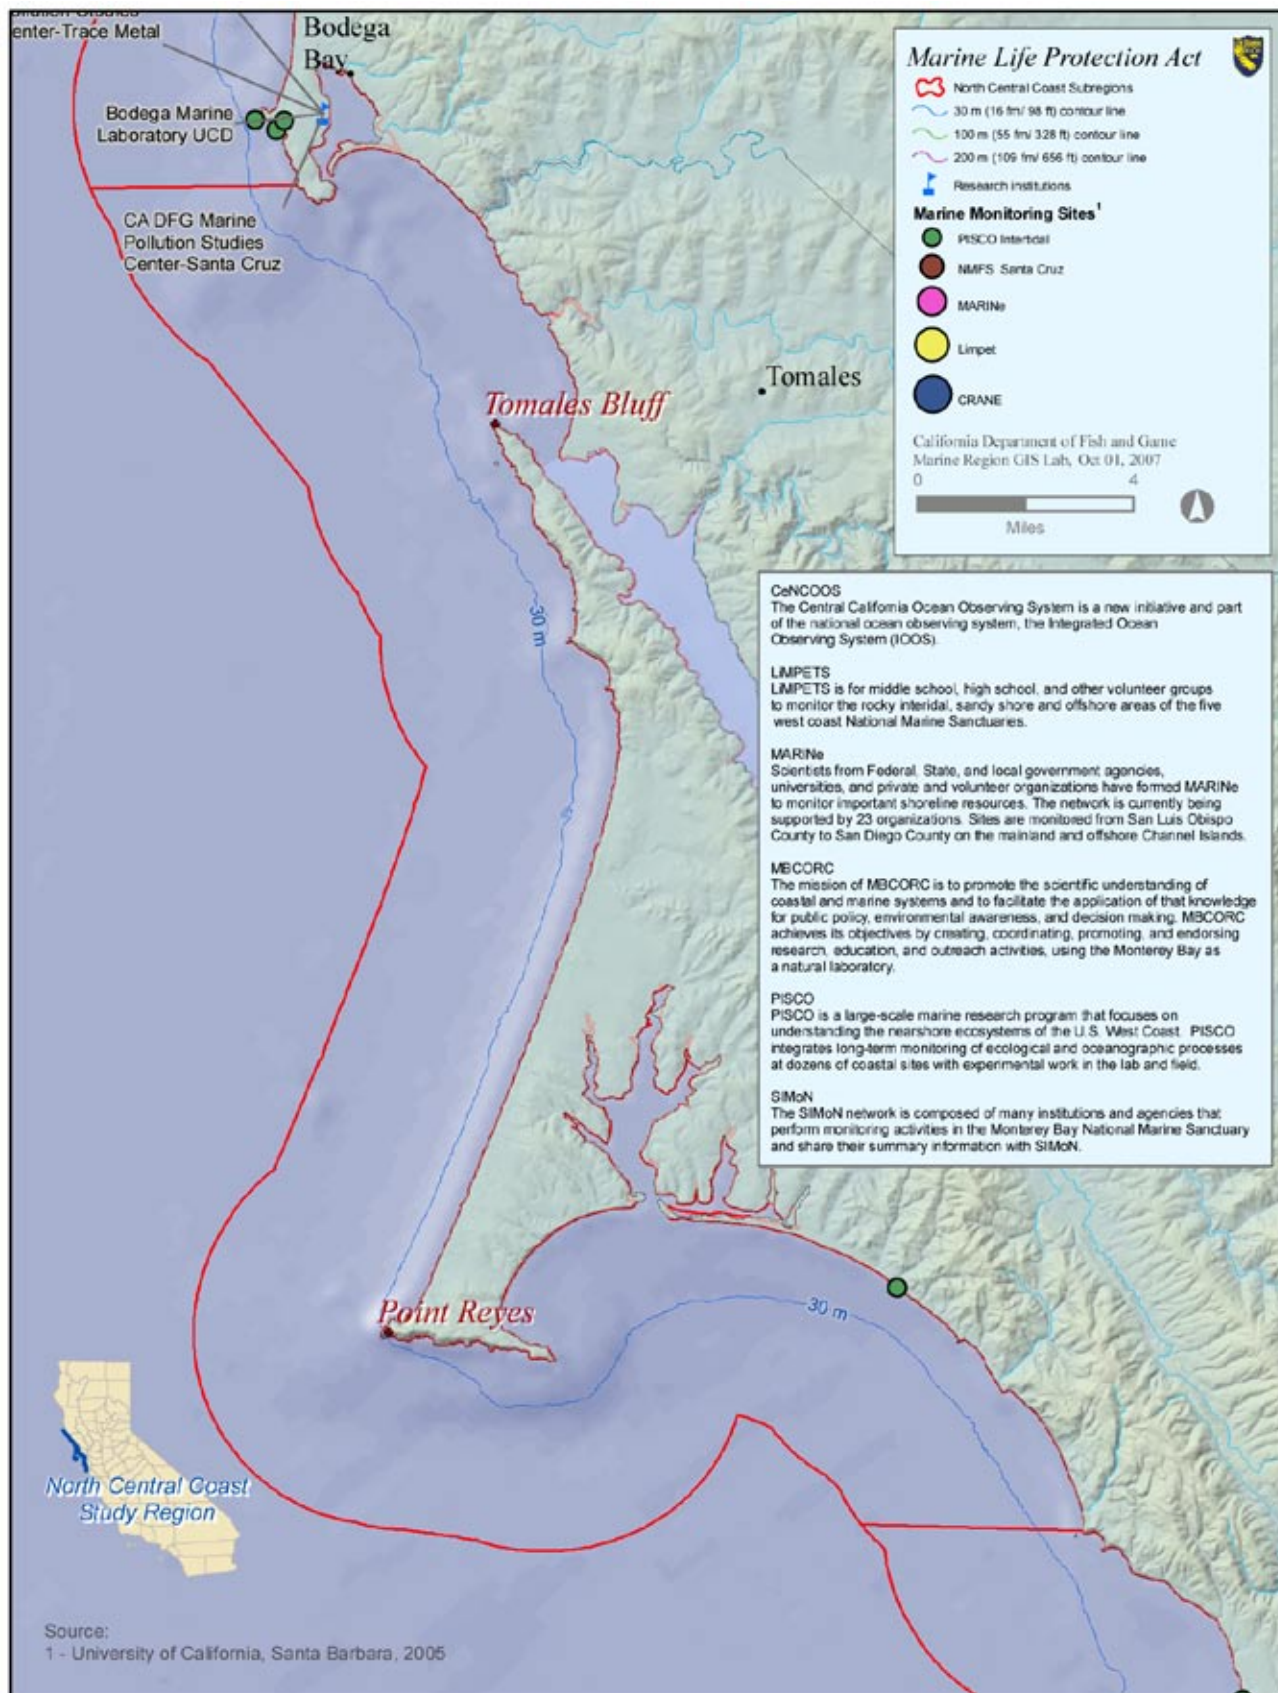 enter-Trace Metal
Bodega
Bay
Bodega Marine
Laboratory UCD
CA DFG Marine
Pollution Studies
Center-Santa Cruz
Tomales Bluff
Tomales
30 m
Point Reyes
30 m
Marine Life Protection Act
North Central Coast Subregions
30 m (16 fm/ 98 ft) contour line
100 m (55 fm/ 328 ft) contour line
200 m (109 fm/ 656 ft) contour line
Research institutions
Marine Monitoring Sites1
PISCO Intertidal
NMFS Santa Cruz
MARINe
Limpet
CRANE
California Department of Fish and Game
Marine Region GIS Lab, Oct 01, 2007
0 4
Miles
CeNCOOS
The Central California Ocean Observing System is a new initiative and part
of the national ocean observing system, the Integrated Ocean
Observing System (IOOS).
LiMPETS
LiMPETS is for middle school, high school, and other volunteer groups
to monitor the rocky interidal, sandy shore and offshore areas of the five
west coast National Marine Sanctuaries.
MARINe
Scientists from Federal, State, and local government agencies,
universities, and private and volunteer organizations have formed MARINe
to monitor important shoreline resources. The network is currently being
supported by 23 organizations. Sites are monitored from San Luis Obispo
County to San Diego County on the mainland and offshore Channel Islands.
MBCORC
The mission of MBCORC is to promote the scientific understanding of
coastal and marine systems and to facilitate the application of that knowledge
for public policy, environmental awareness, and decision making. MBCORC
achieves its objectives by creating, coordinating, promoting, and endorsing
research, education, and outreach activities, using the Monterey Bay as
a natural laboratory.
PISCO
PISCO is a large-scale marine research program that focuses on
understanding the nearshore ecosystems of the U.S. West Coast. PISCO
integrates long-term monitoring of ecological and oceanographic processes
at dozens of coastal sites with experimental work in the lab and field.
SIMoN
The SIMoN network is composed of many institutions and agencies that
perform monitoring activities in the Monterey Bay National Marine Sanctuary
and share their summary information with SIMoN.
North Central Coast
Study Region
Source:
1 - University of California, Santa Barbara, 2005